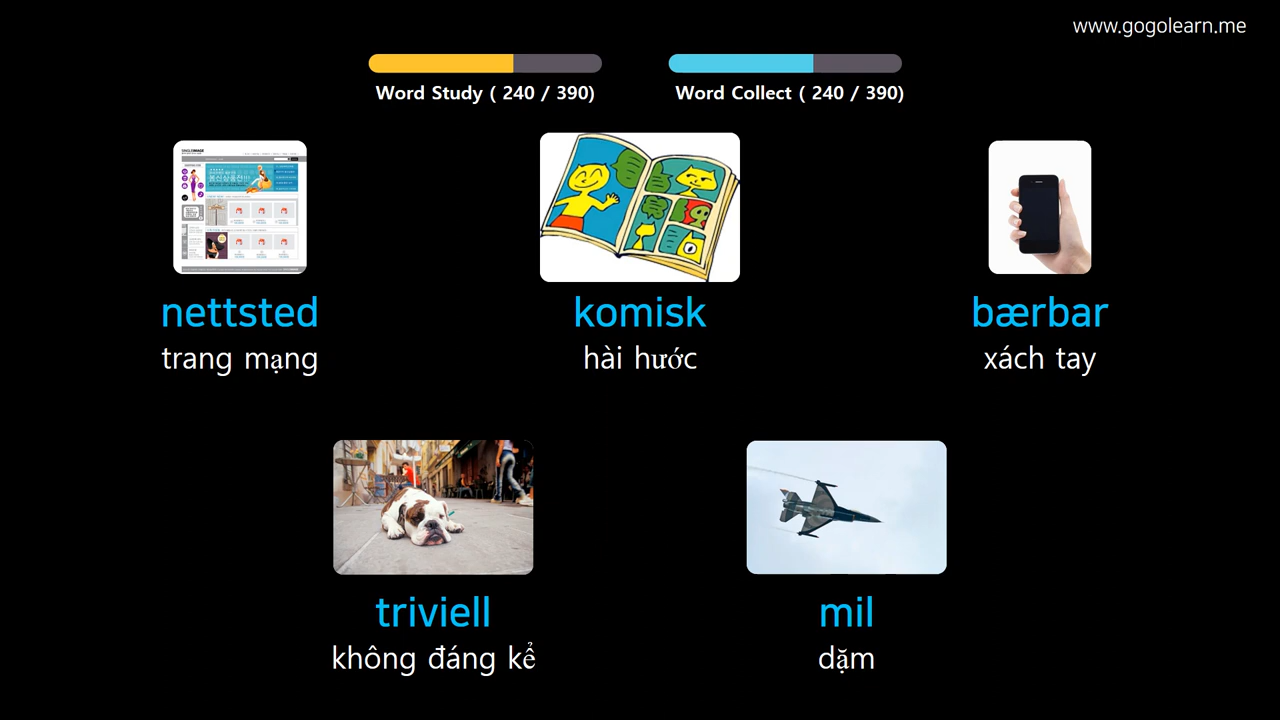 www.gogolearn.me
Word Study ( 240 / 390)
Word Collect ( 240 / 390)
nettsted
trang mạng
komisk
hài hước
bærbar
xách tay
triviell
không đáng kể
mil
dặm